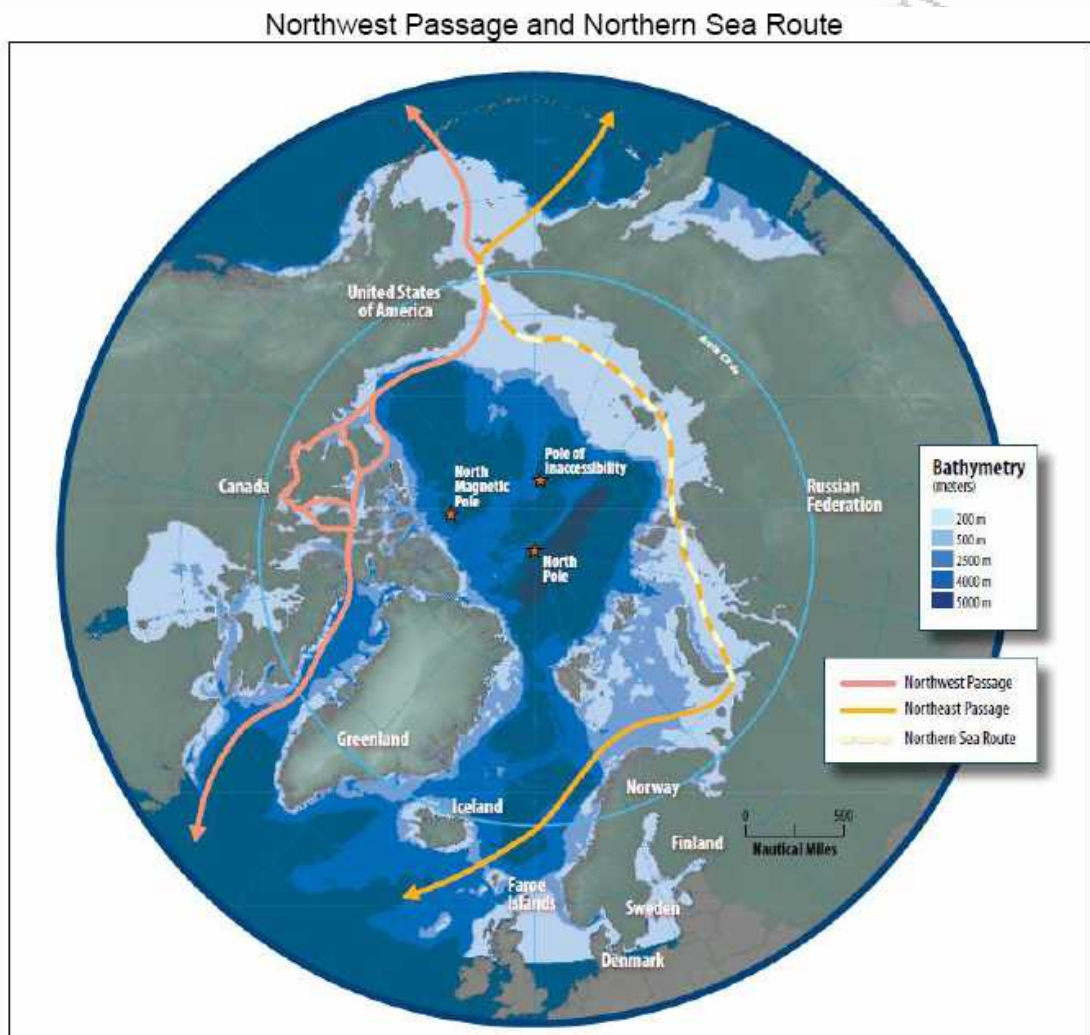 Northwest Passage and Northern Sea Route
United States
of America
Arctic Circle
Pole of
Inaccessibility
North
Magnetic
Pole
Canada
Russian
Federation
North
Pole
Bathymetry
(meters)
200 m
500 m
2500 m
4000 m
5000 m
Northwest Passage
Northeast Passage
Northern Sea Route
Greenland
Iceland
Norway
0 500
Nautical Miles
Finland
Faroe
Islands
Sweden
Denmark